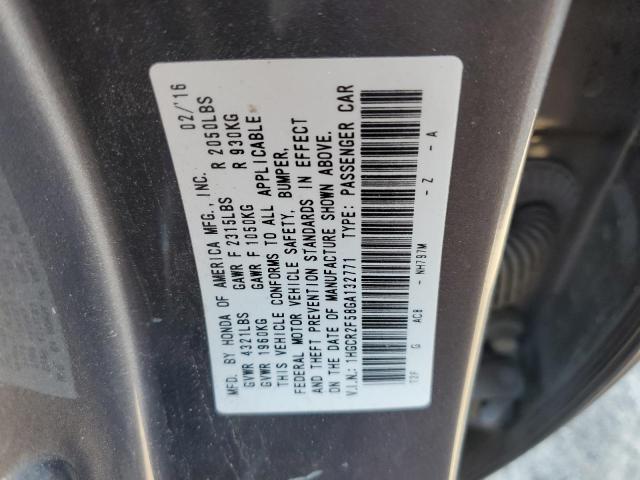 MFD. BY HONDA OF AMERICA MFG., INC. 02/'16
GVWR 4321LBS GAWR F 2315LBS R 2050LBS
GVWR 1960KG GAWR F 1050KG R 930KG
THIS VEHICLE CONFORMS TO ALL APPLICABLE
FEDERAL MOTOR VEHICLE SAFETY, BUMPER,
AND THEFT PREVENTION STANDARDS IN EFFECT
ON THE DATE OF MANUFACTURE SHOWN ABOVE.
V.I.N.: 1HGCR2F58GA132771 TYPE: PASSENGER CAR
T2F G AC8 - NH797M - Z - A